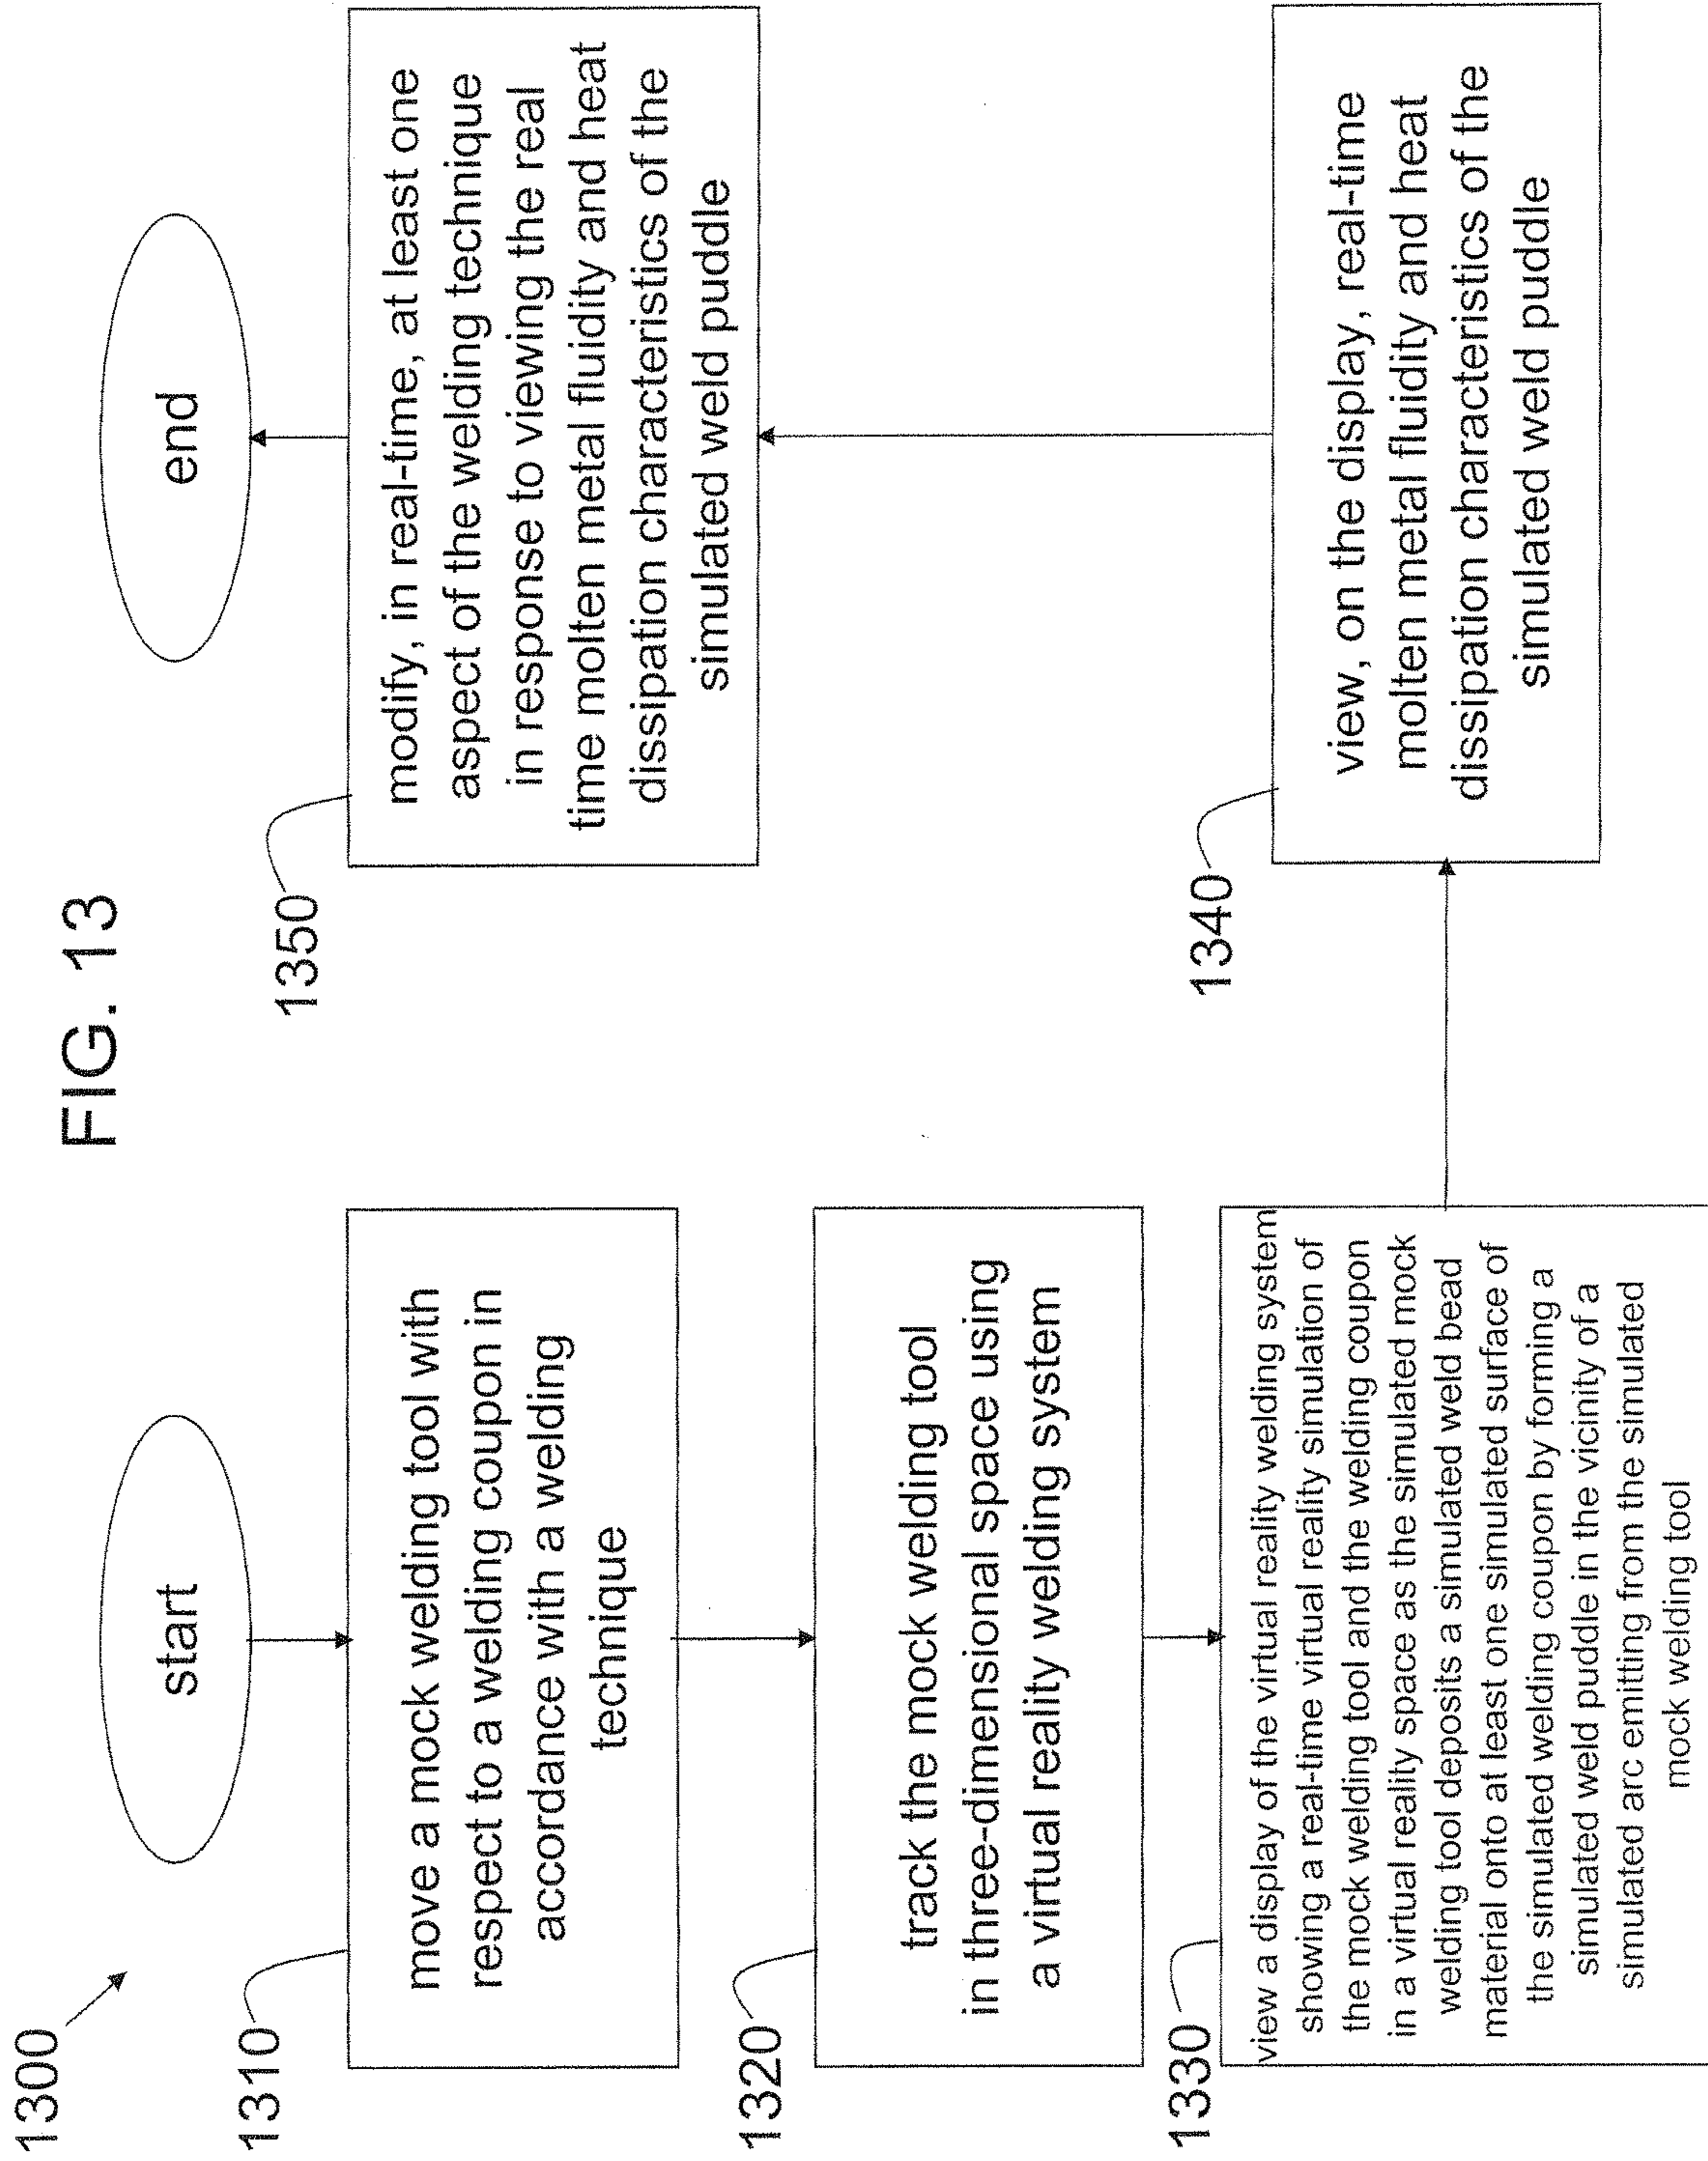 FIG. 13
1300
start
1310
move a mock welding tool with
respect to a welding coupon in
accordance with a welding
technique
1320
track the mock welding tool
in three-dimensional space using
a virtual reality welding system
1330
view a display of the virtual reality welding system
showing a real-time virtual reality simulation of
the mock welding tool and the welding coupon
in a virtual reality space as the simulated mock
welding tool deposits a simulated weld bead
material onto at least one simulated surface of
the simulated welding coupon by forming a
simulated weld puddle in the vicinity of a
simulated arc emitting from the simulated
mock welding tool
1340
view, on the display, real-time
molten metal fluidity and heat
dissipation characteristics of the
simulated weld puddle
1350
modify, in real-time, at least one
aspect of the welding technique
in response to viewing the real
time molten metal fluidity and heat
dissipation characteristics of the
simulated weld puddle
end